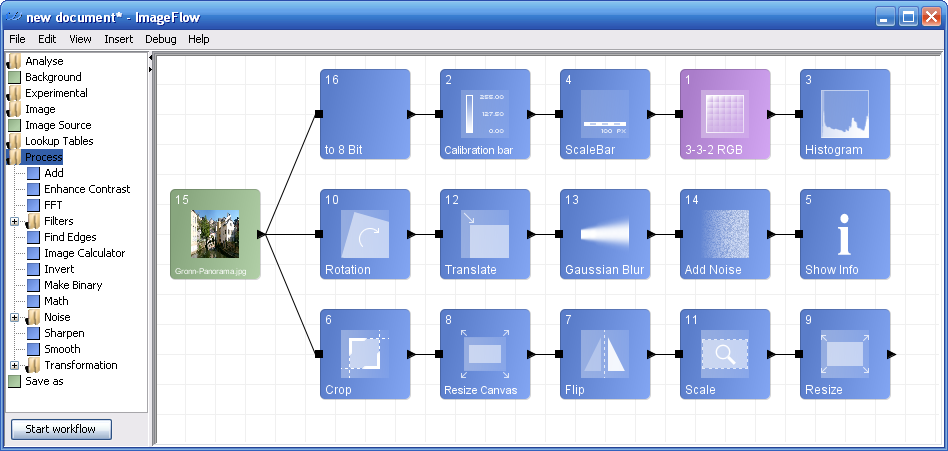 new document* - ImageFlow
File Edit View Insert Debug Help
Analyse
Background
Experimental
Image
Image Source
Lookup Tables
Process
Add
Enhance Contrast
FFT
Filters
Find Edges
Image Calculator
Invert
Make Binary
Math
Noise
Sharpen
Smooth
Transformation
Save as
Start workflow
16
to 8 Bit
2
255.00
127.50
0.00
Calibration bar
4
100 PX
ScaleBar
1
3-3-2 RGB
3
Histogram
15
Gronn-Panorama.jpg
10
Rotation
12
Translate
13
Gaussian Blur
14
Add Noise
5
Show Info
6
Crop
8
Resize Canvas
7
Flip
11
Scale
9
Resize